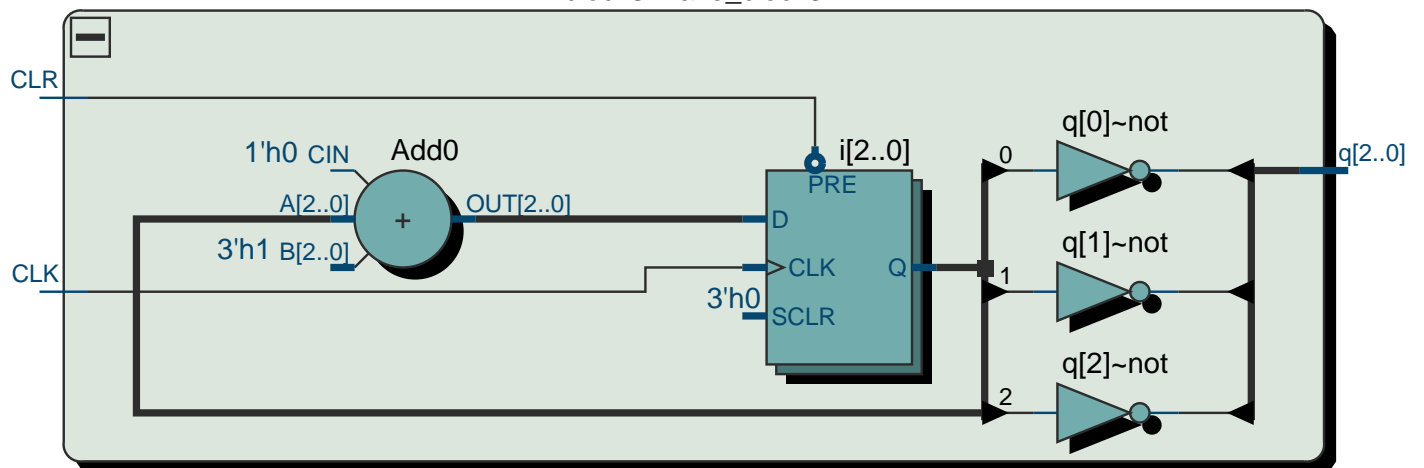 CLR
CLK
1'h0 CIN
Add0
A[2..0]
+
OUT[2..0]
3'h1 B[2..0]
i[2..0]
PRE
D
CLK
Q
3'h0
SCLR
0
q[0]~not
1
q[1]~not
2
q[2]~not
q[2..0]